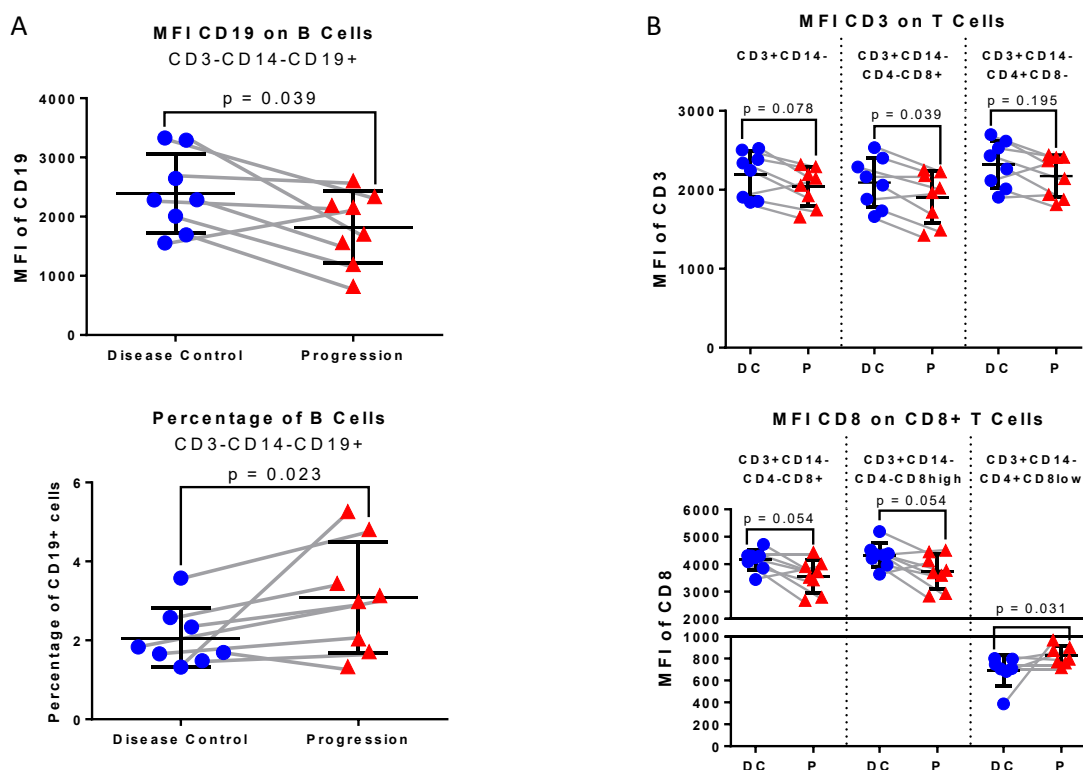 A
MFI CD19 on B Cells
CD3-CD14-CD19+
p = 0.039
MFI of CD19
4000
3000
2000
1000
0
Disease Control
Progression
Percentage of B Cells
CD3-CD14-CD19+
p = 0.023
Percentage of CD19+ cells
6
4
2
0
Disease Control
Progression
B
MFI CD3 on T Cells
CD3+CD14-
CD3+CD14-
CD4-CD8+
CD3+CD14-
CD4+CD8-
p = 0.078
p = 0.039
p = 0.195
MFI of CD3
3000
2000
1000
0
DC
P
DC
P
DC
P
MFI CD8 on CD8+ T Cells
CD3+CD14-
CD4-CD8+
CD3+CD14-
CD4-CD8high
CD3+CD14-
CD4+CD8low
p = 0.054
p = 0.054
p = 0.031
MFI of CD8
8000
7000
6000
5000
4000
3000
2000
1000
800
600
400
200
0
DC
P
DC
P
DC
P